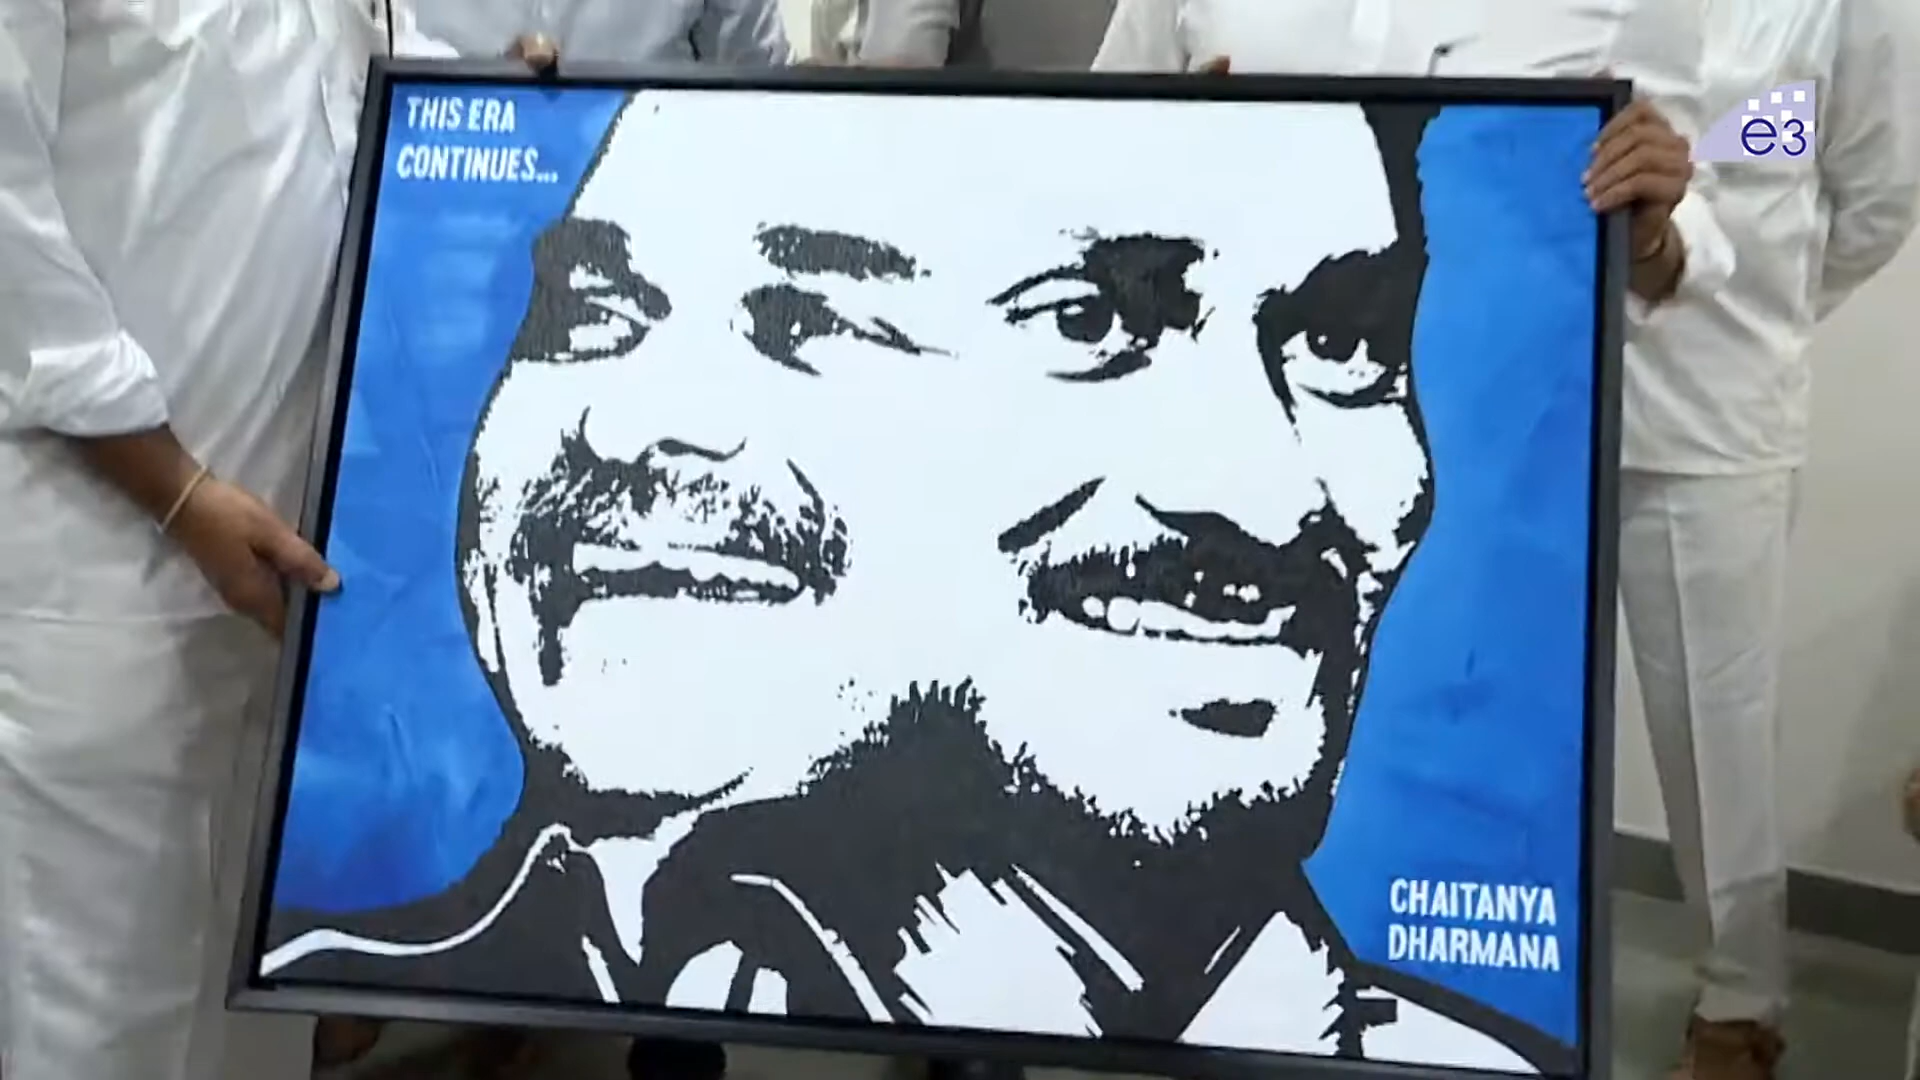 THIS ERA
CONTINUES...
e3
CHAITANYA
DHARMANA